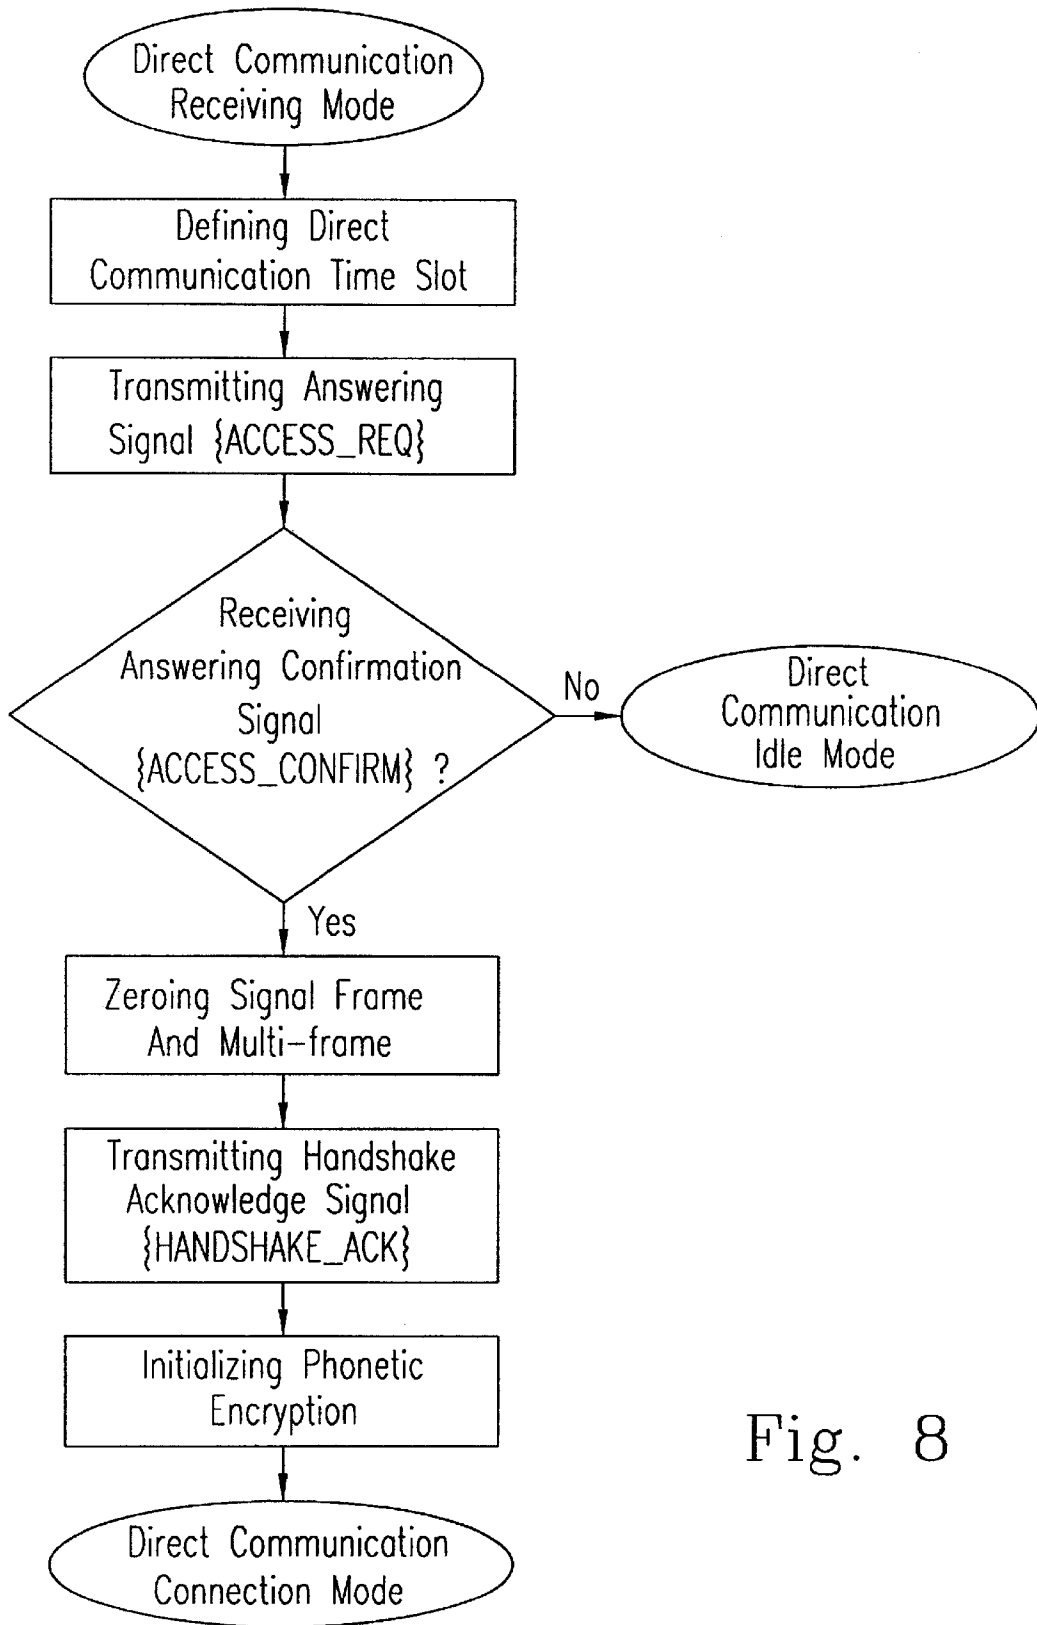 Direct Communication
Receiving Mode
Defining Direct
Communication Time Slot
Transmitting Answering
Signal {ACCESS_REQ}
Receiving
Answering Confirmation
Signal
{ACCESS_CONFIRM} ?
No
Direct
Communication
Idle Mode
Yes
Zeroing Signal Frame
And Multi-frame
Transmitting Handshake
Acknowledge Signal
{HANDSHAKE_ACK}
Initializing Phonetic
Encryption
Direct Communication
Connection Mode
Fig. 8